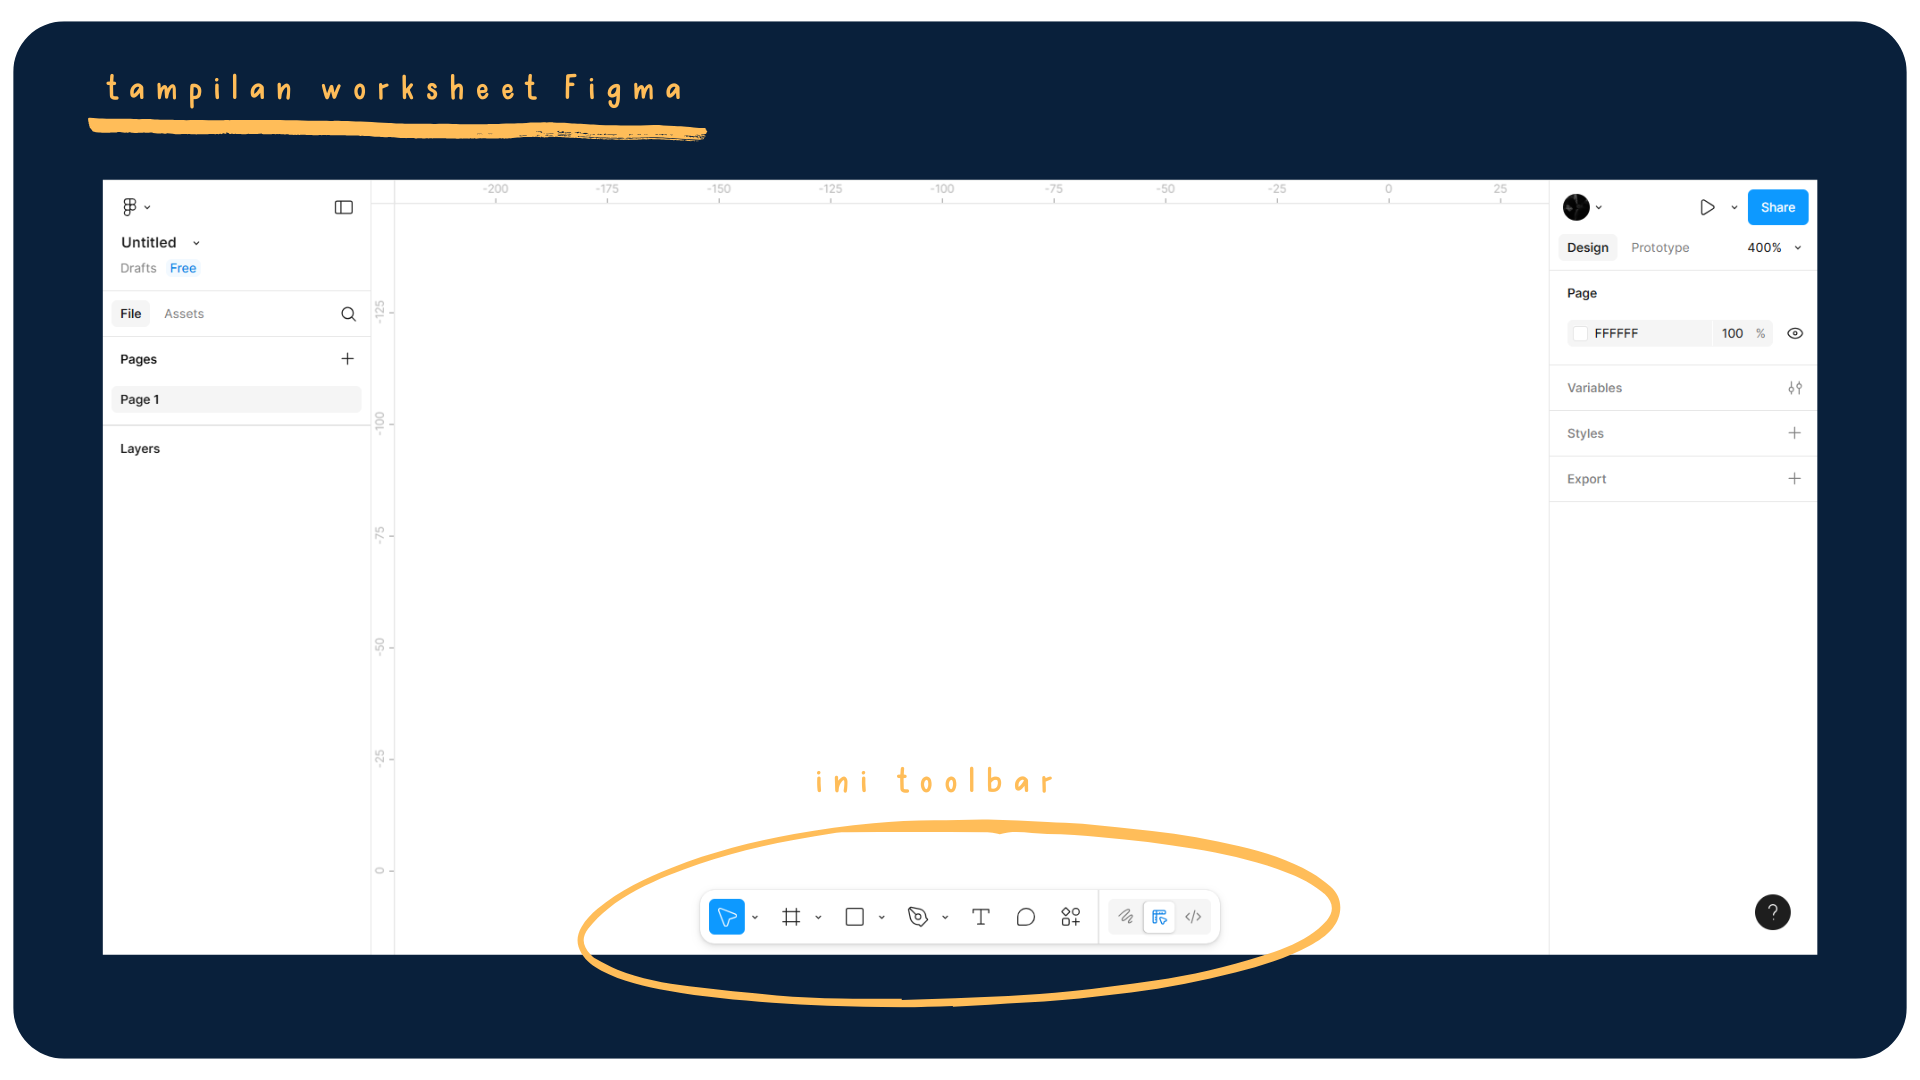 tampilan worksheet Figma
-200 -175 -150 -125 -100 -75 -50 -25 0 25
Share
Untitled
Drafts Free
Design Prototype 400%
File Assets
Page
FFFFFF 100 %
Pages
Page 1
Variables
Styles
Layers
Export
-125
-100
-75
-50
-25
0
ini toolbar
T
</>
?